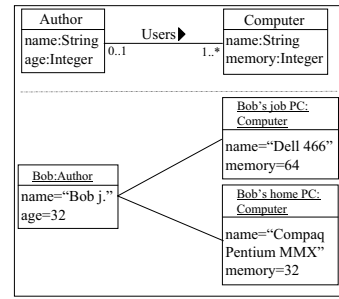 Author
name:String
age:Integer
Users
0..1
1..*
Computer
name:String
memory:Integer
Bob's job PC:
Computer
name="Dell 466"
memory=64
Bob:Author
name="Bob j."
age=32
Bob's home PC:
Computer
name="Compaq
Pentium MMX"
memory=32